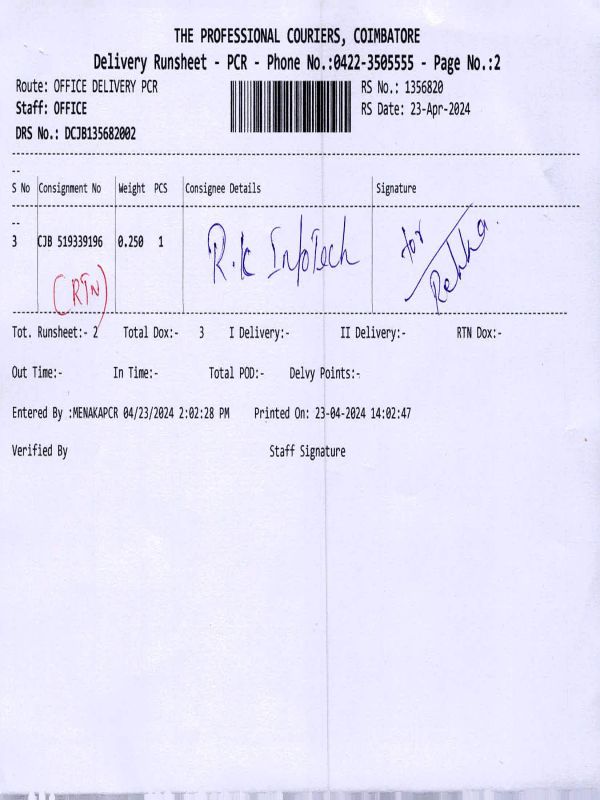 THE PROFESSIONAL COURIERS, COIMBATORE
Delivery Runsheet - PCR - Phone No.:0422-3505555 - Page No.:2
Route: OFFICE DELIVERY PCR RS No.: 1356820
Staff: OFFICE RS Date: 23-Apr-2024
DRS No.: DCJB135682002
--
S No Consignment No Weight PCS Consignee Details Signature
--
3 CJB 519339196 0.250 1 R.K InfoTech for Rekha.
(RTN)
Tot. Runsheet:- 2 Total Dox:- 3 I Delivery:- II Delivery:- RTN Dox:-
Out Time:- In Time:- Total POD:- Delvy Points:-
Entered By :MENAKAPCR 04/23/2024 2:02:28 PM Printed On: 23-04-2024 14:02:47
Verified By Staff Signature